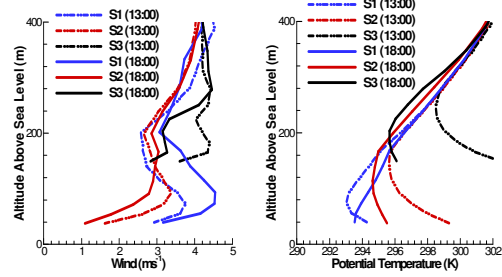 S1 (13:00)
S2 (13:00)
S3 (13:00)
S1 (18:00)
S2 (18:00)
S3 (18:00)
Altitude Above Sea Level (m)
400
200
0
0 1 2 3 4 5
Wind (ms⁻¹)
S1 (13:00)
S2 (13:00)
S3 (13:00)
S1 (18:00)
S2 (18:00)
S3 (18:00)
Altitude Above Sea Level (m)
400
200
0
290 292 294 296 298 300 302
Potential Temperature (K)